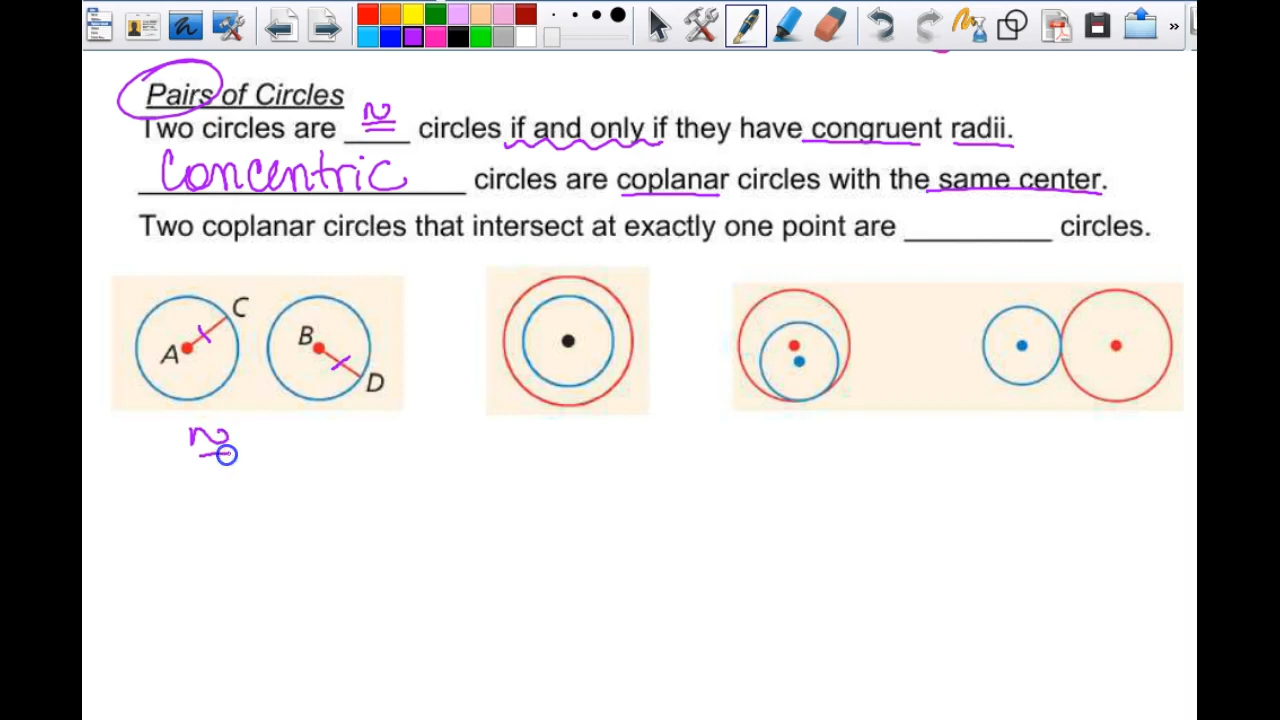 Pairs of Circles
Two circles are ≅ circles if and only if they have congruent radii.
Concentric circles are coplanar circles with the same center.
Two coplanar circles that intersect at exactly one point are _________ circles.
A C B D
≅